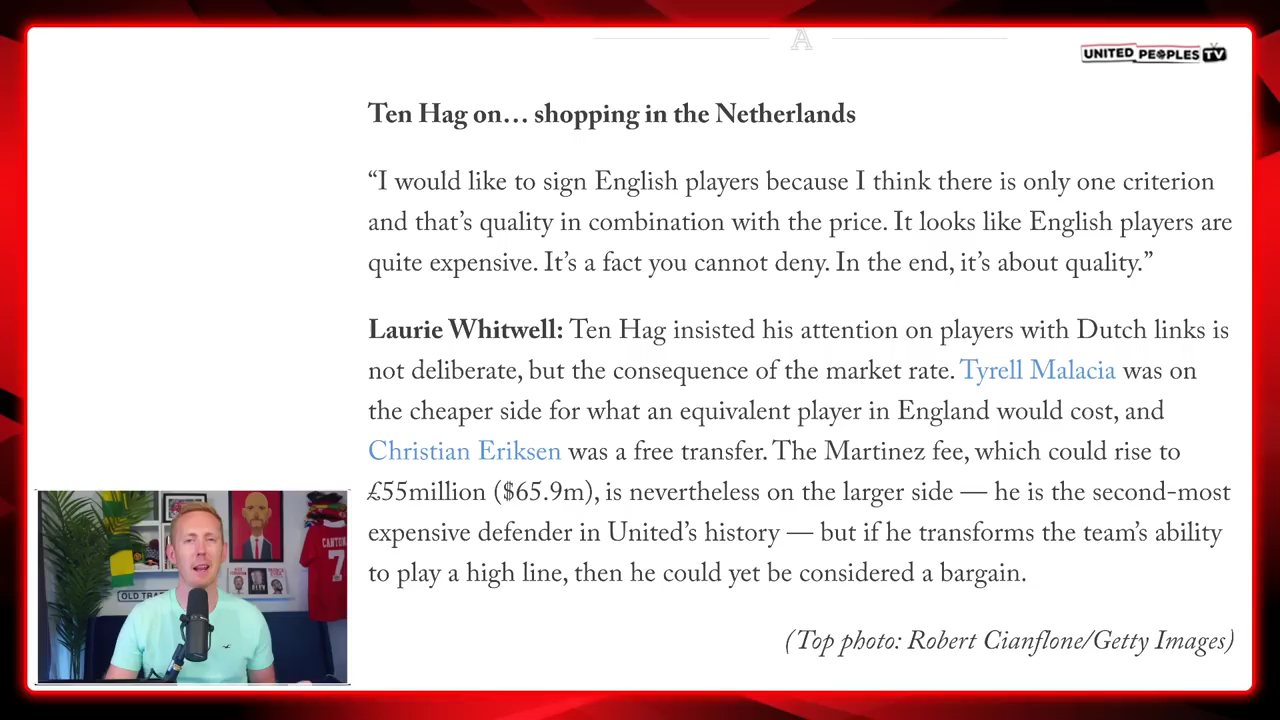 A
UNITED PEOPLES TV
Ten Hag on… shopping in the Netherlands
“I would like to sign English players because I think there is only one criterion
and that’s quality in combination with the price. It looks like English players are
quite expensive. It’s a fact you cannot deny. In the end, it’s about quality.”
Laurie Whitwell: Ten Hag insisted his attention on players with Dutch links is
not deliberate, but the consequence of the market rate. Tyrell Malacia was on
the cheaper side for what an equivalent player in England would cost, and
Christian Eriksen was a free transfer. The Martinez fee, which could rise to
£55million ($65.9m), is nevertheless on the larger side — he is the second-most
expensive defender in United’s history — but if he transforms the team’s ability
to play a high line, then he could yet be considered a bargain.
(Top photo: Robert Cianflone/Getty Images)
CANTONA
7
OLD TRA